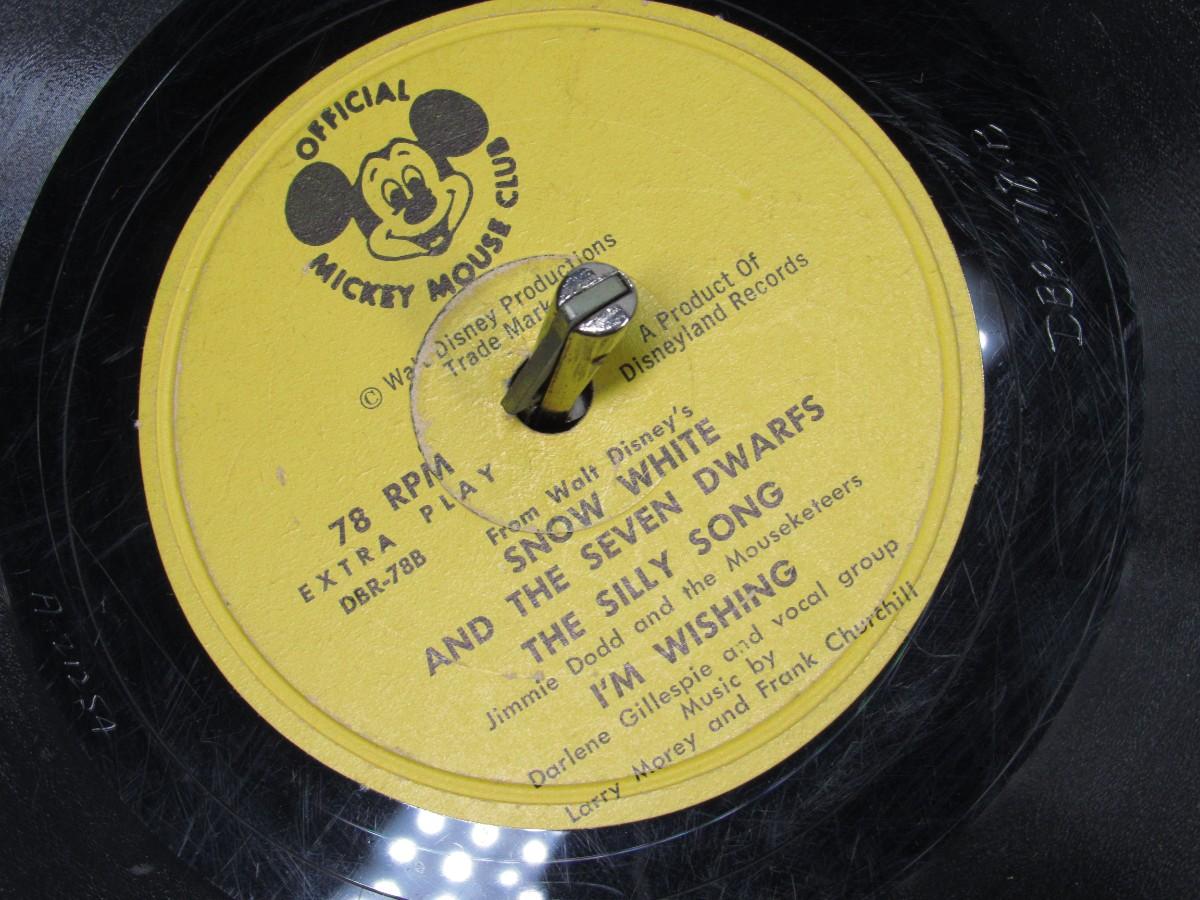 OFFICIAL
MICKEY MOUSE CLUB
© Walt Disney Productions
Trade Mark
A Product Of
Disneyland Records
78 RPM
EXTRA PLAY
DBR-78B
From Walt Disney's
SNOW WHITE
AND THE SEVEN DWARFS
THE SILLY SONG
Jimmie Dodd and the Mouseketeers
I'M WISHING
Darlene Gillespie and vocal group
Music by
Larry Morey and Frank Churchill